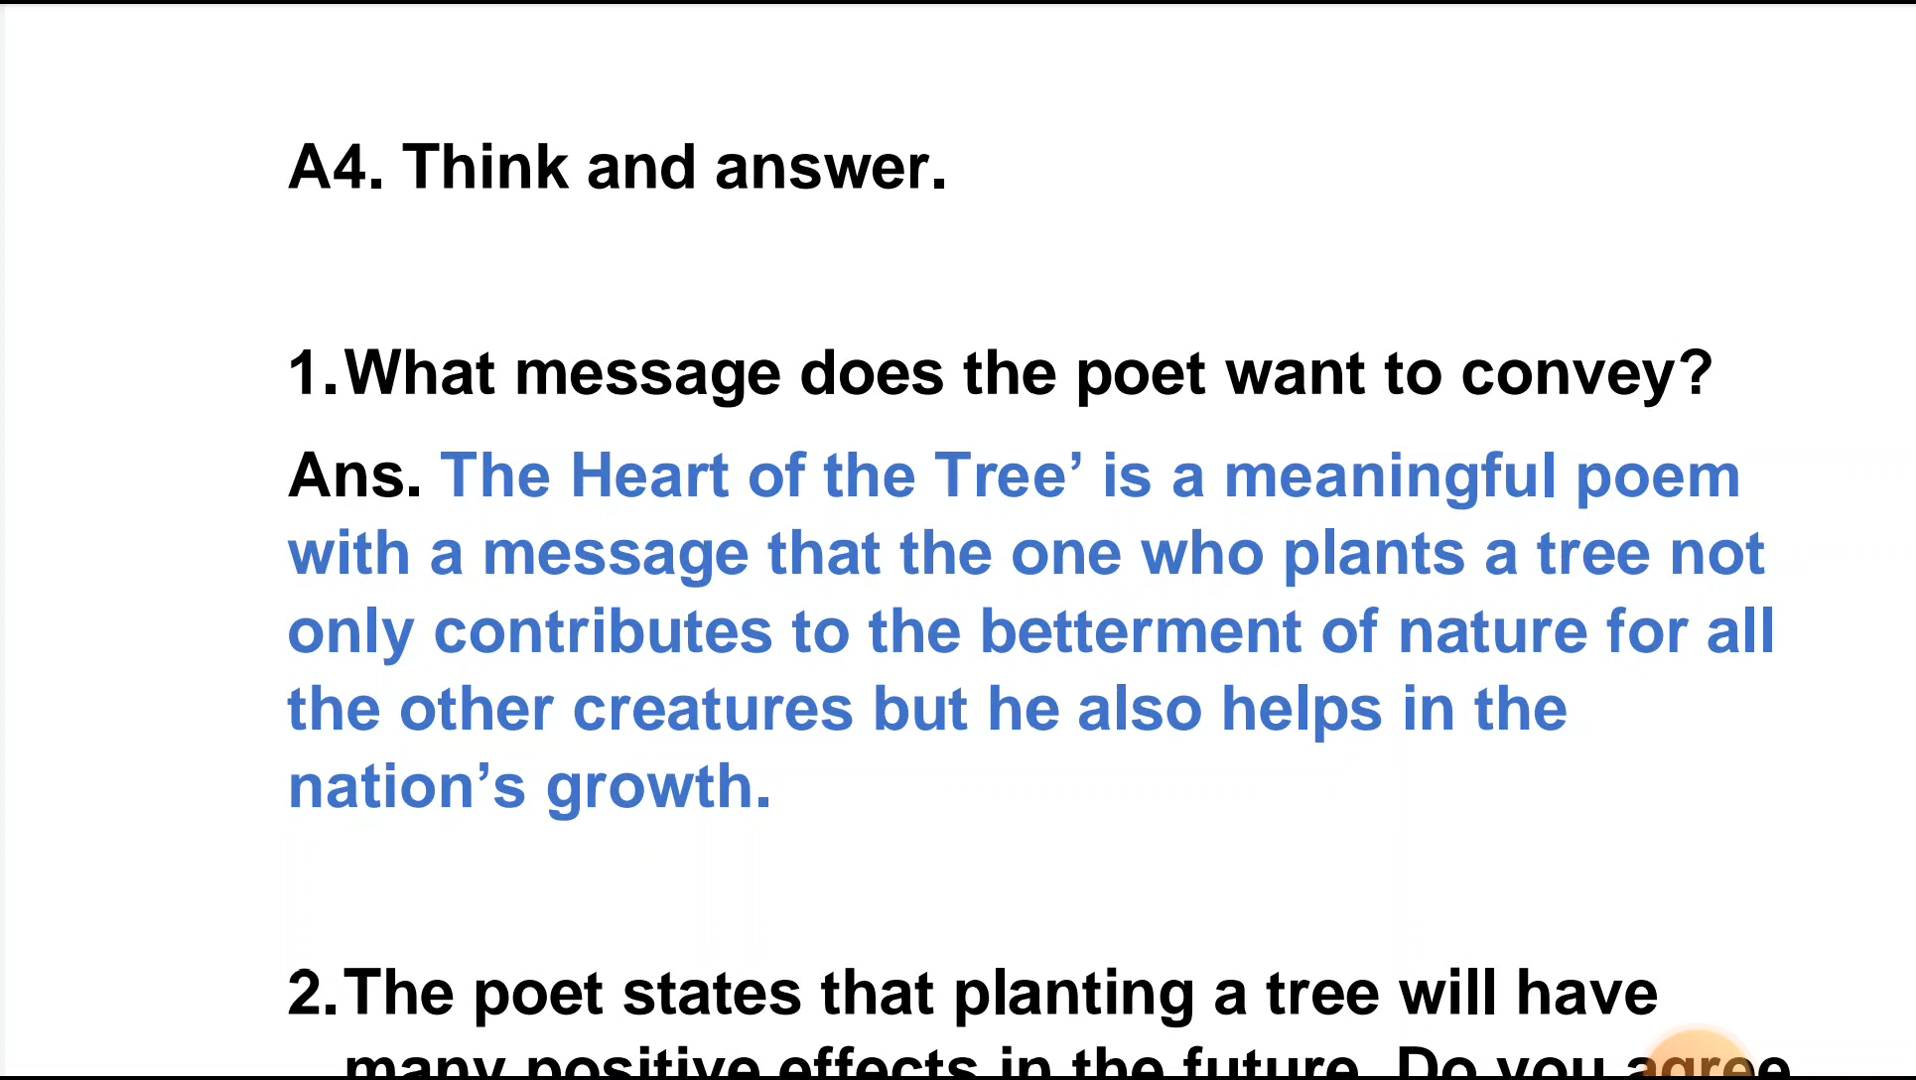 A4. Think and answer.
1.What message does the poet want to convey?
Ans. The Heart of the Tree’ is a meaningful poem
with a message that the one who plants a tree not
only contributes to the betterment of nature for all
the other creatures but he also helps in the
nation’s growth.
2.The poet states that planting a tree will have
many positive effects in the future. Do you agree